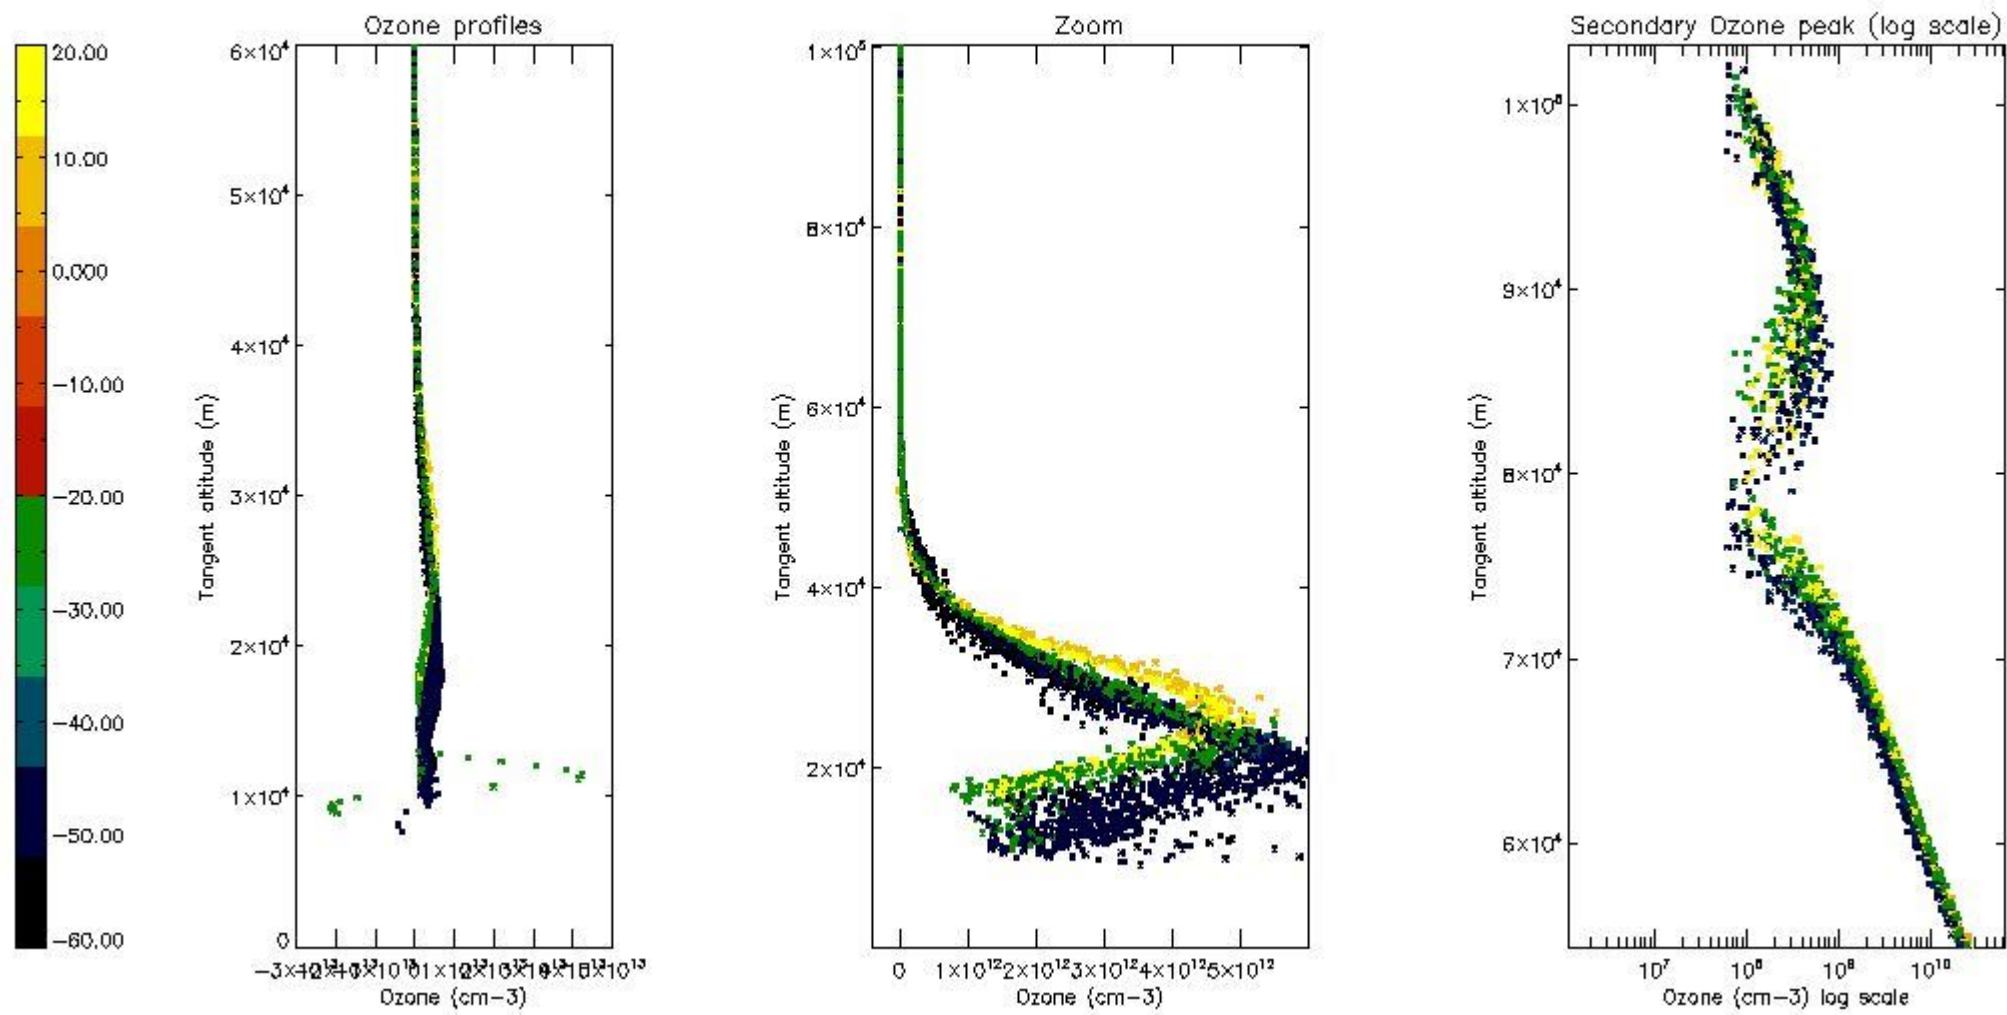 Ozone profiles
Zoom
Secondary Ozone peak (log scale)
20.00
10.00
0.000
-10.00
-20.00
-30.00
-40.00
-50.00
-60.00
Tangent altitude (m)
6×10⁴
5×10⁴
4×10⁴
3×10⁴
2×10⁴
1×10⁴
0
Ozone (cm-3)
Tangent altitude (m)
1×10⁵
8×10⁴
6×10⁴
4×10⁴
2×10⁴
0 1×10¹² 2×10¹² 3×10¹² 4×10¹² 5×10¹²
Ozone (cm-3)
Tangent altitude (m)
1×10⁵
9×10⁴
8×10⁴
7×10⁴
6×10⁴
10⁷ 10⁸ 10⁹ 10¹⁰
Ozone (cm-3) log scale